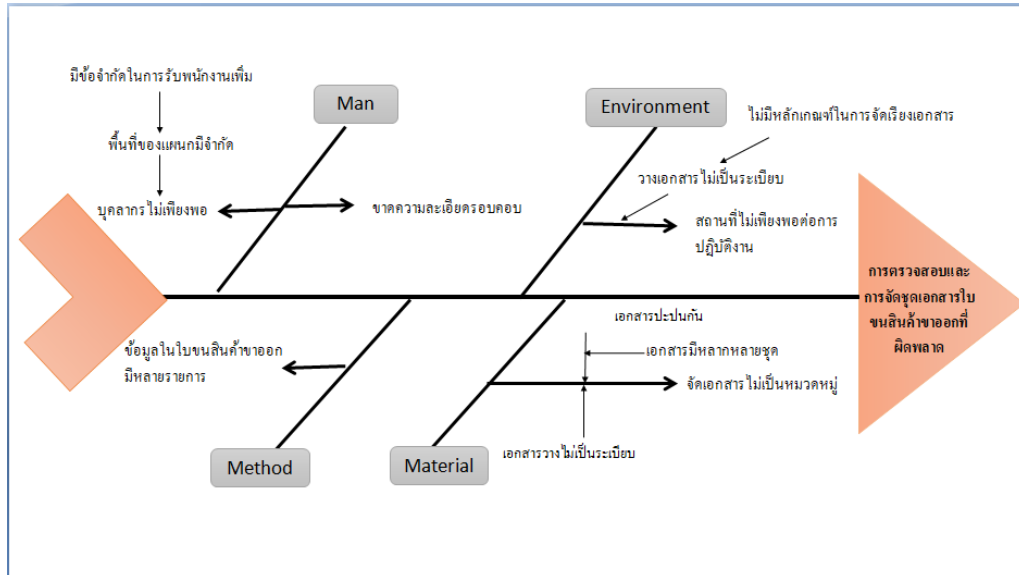 มีข้อจำกัดในการรับพนักงานเพิ่ม
Man
Environment
ไม่มีหลักเกณฑ์ในการจัดเรียงเอกสาร
พื้นที่ของแผนกมีจำกัด
วางเอกสารไม่เป็นระเบียบ
บุคลากรไม่เพียงพอ
ขาดความละเอียดรอบคอบ
สถานที่ไม่เพียงพอต่อการ
ปฏิบัติงาน
การตรวจสอบและ
การจัดชุดเอกสารใบ
ขนสินค้าขาออกที่
ผิดพลาด
เอกสารปะปนกัน
ข้อมูลในใบขนสินค้าขาออก
มีหลายรายการ
เอกสารมีหลากหลายชุด
จัดเอกสารไม่เป็นหมวดหมู่
เอกสารวางไม่เป็นระเบียบ
Method
Material